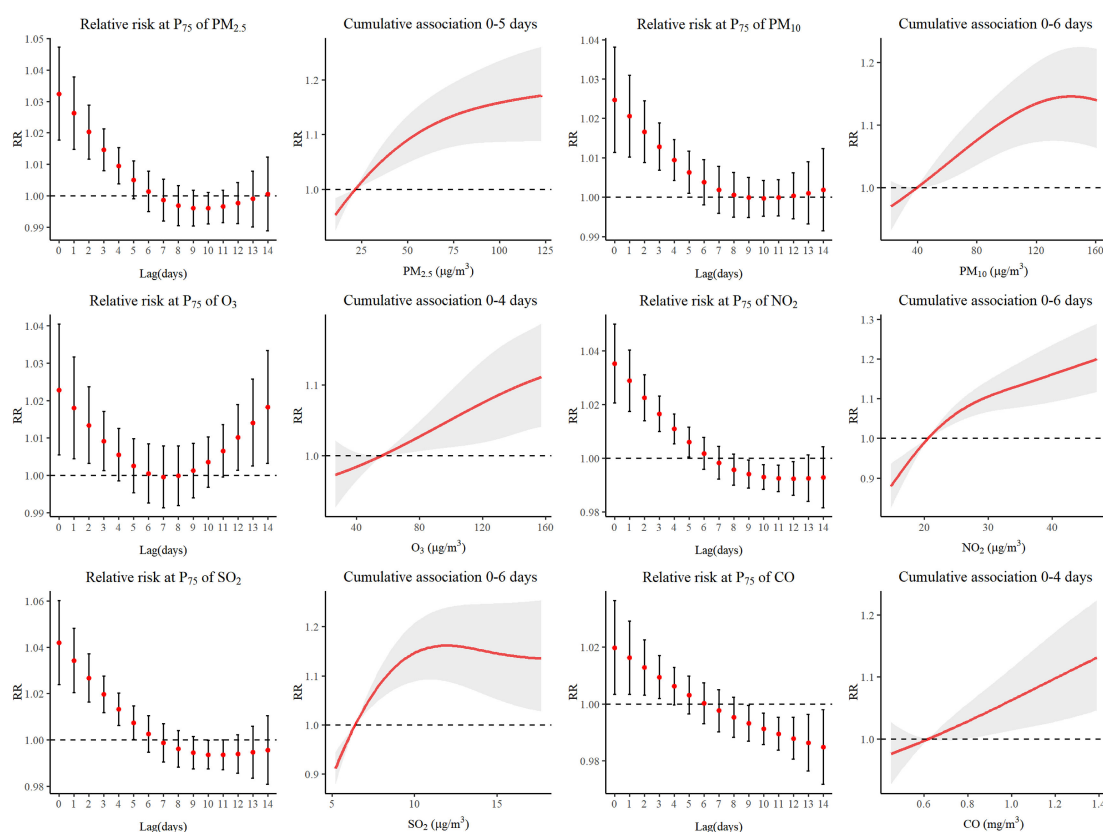 Relative risk at P75 of PM2.5
RR
1.05
1.04
1.03
1.02
1.01
1.00
0.99
0 1 2 3 4 5 6 7 8 9 10 11 12 13 14
Lag(days)
Cumulative association 0-5 days
RR
1.2
1.1
1.0
25 50 75 100 125
PM2.5 (μg/m³)
Relative risk at P75 of PM10
RR
1.04
1.03
1.02
1.01
1.00
0.99
0 1 2 3 4 5 6 7 8 9 10 11 12 13 14
Lag(days)
Cumulative association 0-6 days
RR
1.2
1.1
1.0
40 80 120 160
PM10 (μg/m³)
Relative risk at P75 of O3
RR
1.04
1.03
1.02
1.01
1.00
0.99
0 1 2 3 4 5 6 7 8 9 10 11 12 13 14
Lag(days)
Cumulative association 0-4 days
RR
1.1
1.0
40 80 120 160
O3 (μg/m³)
Relative risk at P75 of NO2
RR
1.04
1.02
1.00
0.98
0 1 2 3 4 5 6 7 8 9 10 11 12 13 14
Lag(days)
Cumulative association 0-6 days
RR
1.3
1.2
1.1
1.0
0.9
20 30 40
NO2 (μg/m³)
Relative risk at P75 of SO2
RR
1.06
1.04
1.02
1.00
0.98
0 1 2 3 4 5 6 7 8 9 10 11 12 13 14
Lag(days)
Cumulative association 0-6 days
RR
1.2
1.1
1.0
0.9
5 10 15
SO2 (μg/m³)
Relative risk at P75 of CO
RR
1.02
1.00
0.98
0 1 2 3 4 5 6 7 8 9 10 11 12 13 14
Lag(days)
Cumulative association 0-4 days
RR
1.2
1.1
1.0
0.6 0.8 1.0 1.2 1.4
CO (mg/m³)